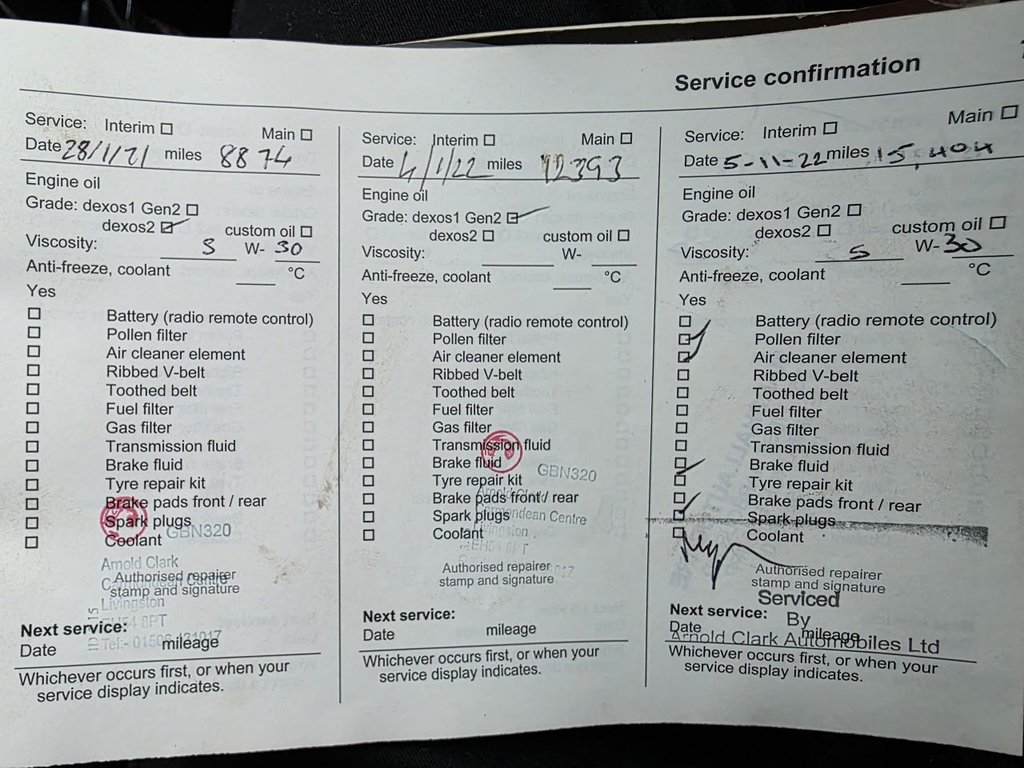 Service confirmation
Service: Interim ☐ Main ☐
Date 28/1/21 miles 8874
Engine oil
Grade: dexos1 Gen2 ☐
dexos2 ☑ custom oil ☐
Viscosity: 5 W- 30
Anti-freeze, coolant °C
Yes
☐ Battery (radio remote control)
☐ Pollen filter
☐ Air cleaner element
☐ Ribbed V-belt
☐ Toothed belt
☐ Fuel filter
☐ Gas filter
☐ Transmission fluid
☐ Brake fluid
☐ Tyre repair kit
☐ Brake pads front / rear
☐ Spark plugs
GBN320
☐ Coolant
Arnold Clark
Authorised repairer
stamp and signature
Livingston
EH54 8PT
Next service:
Tel:- 01506
Date mileage
Whichever occurs first, or when your
service display indicates.
Service: Interim ☐ Main ☐
Date 4/1/22 miles 12393
Engine oil
Grade: dexos1 Gen2 ☑
dexos2 ☐ custom oil ☐
Viscosity: W-
Anti-freeze, coolant °C
Yes
☐ Battery (radio remote control)
☐ Pollen filter
☐ Air cleaner element
☐ Ribbed V-belt
☐ Toothed belt
☐ Fuel filter
☐ Gas filter
☐ Transmission fluid
☐ Brake fluid
GBN320
☐ Tyre repair kit
☐ Brake pads front / rear
☐ Spark plugs
Centre
☐ Coolant
Authorised repairer
stamp and signature
Next service:
Date mileage
Whichever occurs first, or when your
service display indicates.
Service: Interim ☐ Main ☐
Date 5-11-22 miles 15,404
Engine oil
Grade: dexos1 Gen2 ☐
dexos2 ☐ custom oil ☐
Viscosity: 5 W- 30
Anti-freeze, coolant °C
Yes
☐ Battery (radio remote control)
☑ Pollen filter
☑ Air cleaner element
☐ Ribbed V-belt
☐ Toothed belt
☐ Fuel filter
☐ Gas filter
☐ Transmission fluid
☑ Brake fluid
☐ Tyre repair kit
☑ Brake pads front / rear
☑ Spark plugs
☐ Coolant
Authorised repairer
stamp and signature
Serviced
Next service: By
Date mileage
Arnold Clark Automobiles Ltd
Whichever occurs first, or when your
service display indicates.